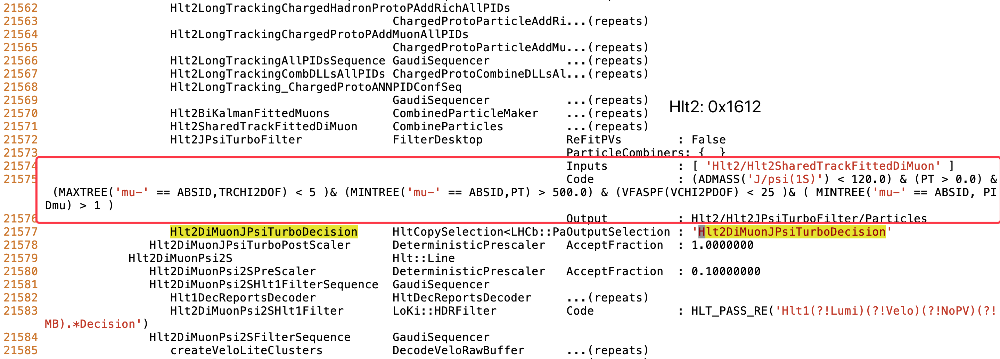 21562 Hlt2LongTrackingChargedHadronProtoPAddRichAllPIDs
21563 ChargedProtoParticleAddRi...(repeats)
21564 Hlt2LongTrackingChargedProtoPAddMuonAllPIDs
21565 ChargedProtoParticleAddMu...(repeats)
21566 Hlt2LongTrackingAllPIDsSequence GaudiSequencer ...(repeats)
21567 Hlt2LongTrackingCombDLLsAllPIDs ChargedProtoCombineDLLsAl...(repeats)
21568 Hlt2LongTracking_ChargedProtoANNPIDConfSeq
21569 GaudiSequencer ...(repeats)
Hlt2: 0x1612
21570 Hlt2BiKalmanFittedMuons CombinedParticleMaker ...(repeats)
21571 Hlt2SharedTrackFittedDiMuon CombineParticles ...(repeats)
21572 Hlt2JPsiTurboFilter FilterDesktop ReFitPVs : False
21573 ParticleCombiners: { }
21574 Inputs : [ 'Hlt2/Hlt2SharedTrackFittedDiMuon' ]
21575 Code : (ADMASS('J/psi(1S)') < 120.0) & (PT > 0.0) &
(MAXTREE('mu-' == ABSID,TRCHI2DOF) < 5 )& (MINTREE('mu-' == ABSID,PT) > 500.0) & (VFASPF(VCHI2PDOF) < 25 )& ( MINTREE('mu-' == ABSID, PI
Dmu) > 1 )
21576 Output : Hlt2/Hlt2JPsiTurboFilter/Particles
21577 Hlt2DiMuonJPsiTurboDecision HltCopySelection<LHCb::PaOutputSelection : 'Hlt2DiMuonJPsiTurboDecision'
21578 Hlt2DiMuonJPsiTurboPostScaler DeterministicPrescaler AcceptFraction : 1.0000000
21579 Hlt2DiMuonPsi2S Hlt::Line
21580 Hlt2DiMuonPsi2SPreScaler DeterministicPrescaler AcceptFraction : 0.10000000
21581 Hlt2DiMuonPsi2SHlt1FilterSequence GaudiSequencer
21582 Hlt1DecReportsDecoder HltDecReportsDecoder ...(repeats)
21583 Hlt2DiMuonPsi2SHlt1Filter LoKi::HDRFilter Code : HLT_PASS_RE('Hlt1(?!Lumi)(?!Velo)(?!NoPV)(?!
MB).*Decision')
21584 Hlt2DiMuonPsi2SFilterSequence GaudiSequencer
21585 createVeloLiteClusters DecodeVeloRawBuffer ...(repeats)